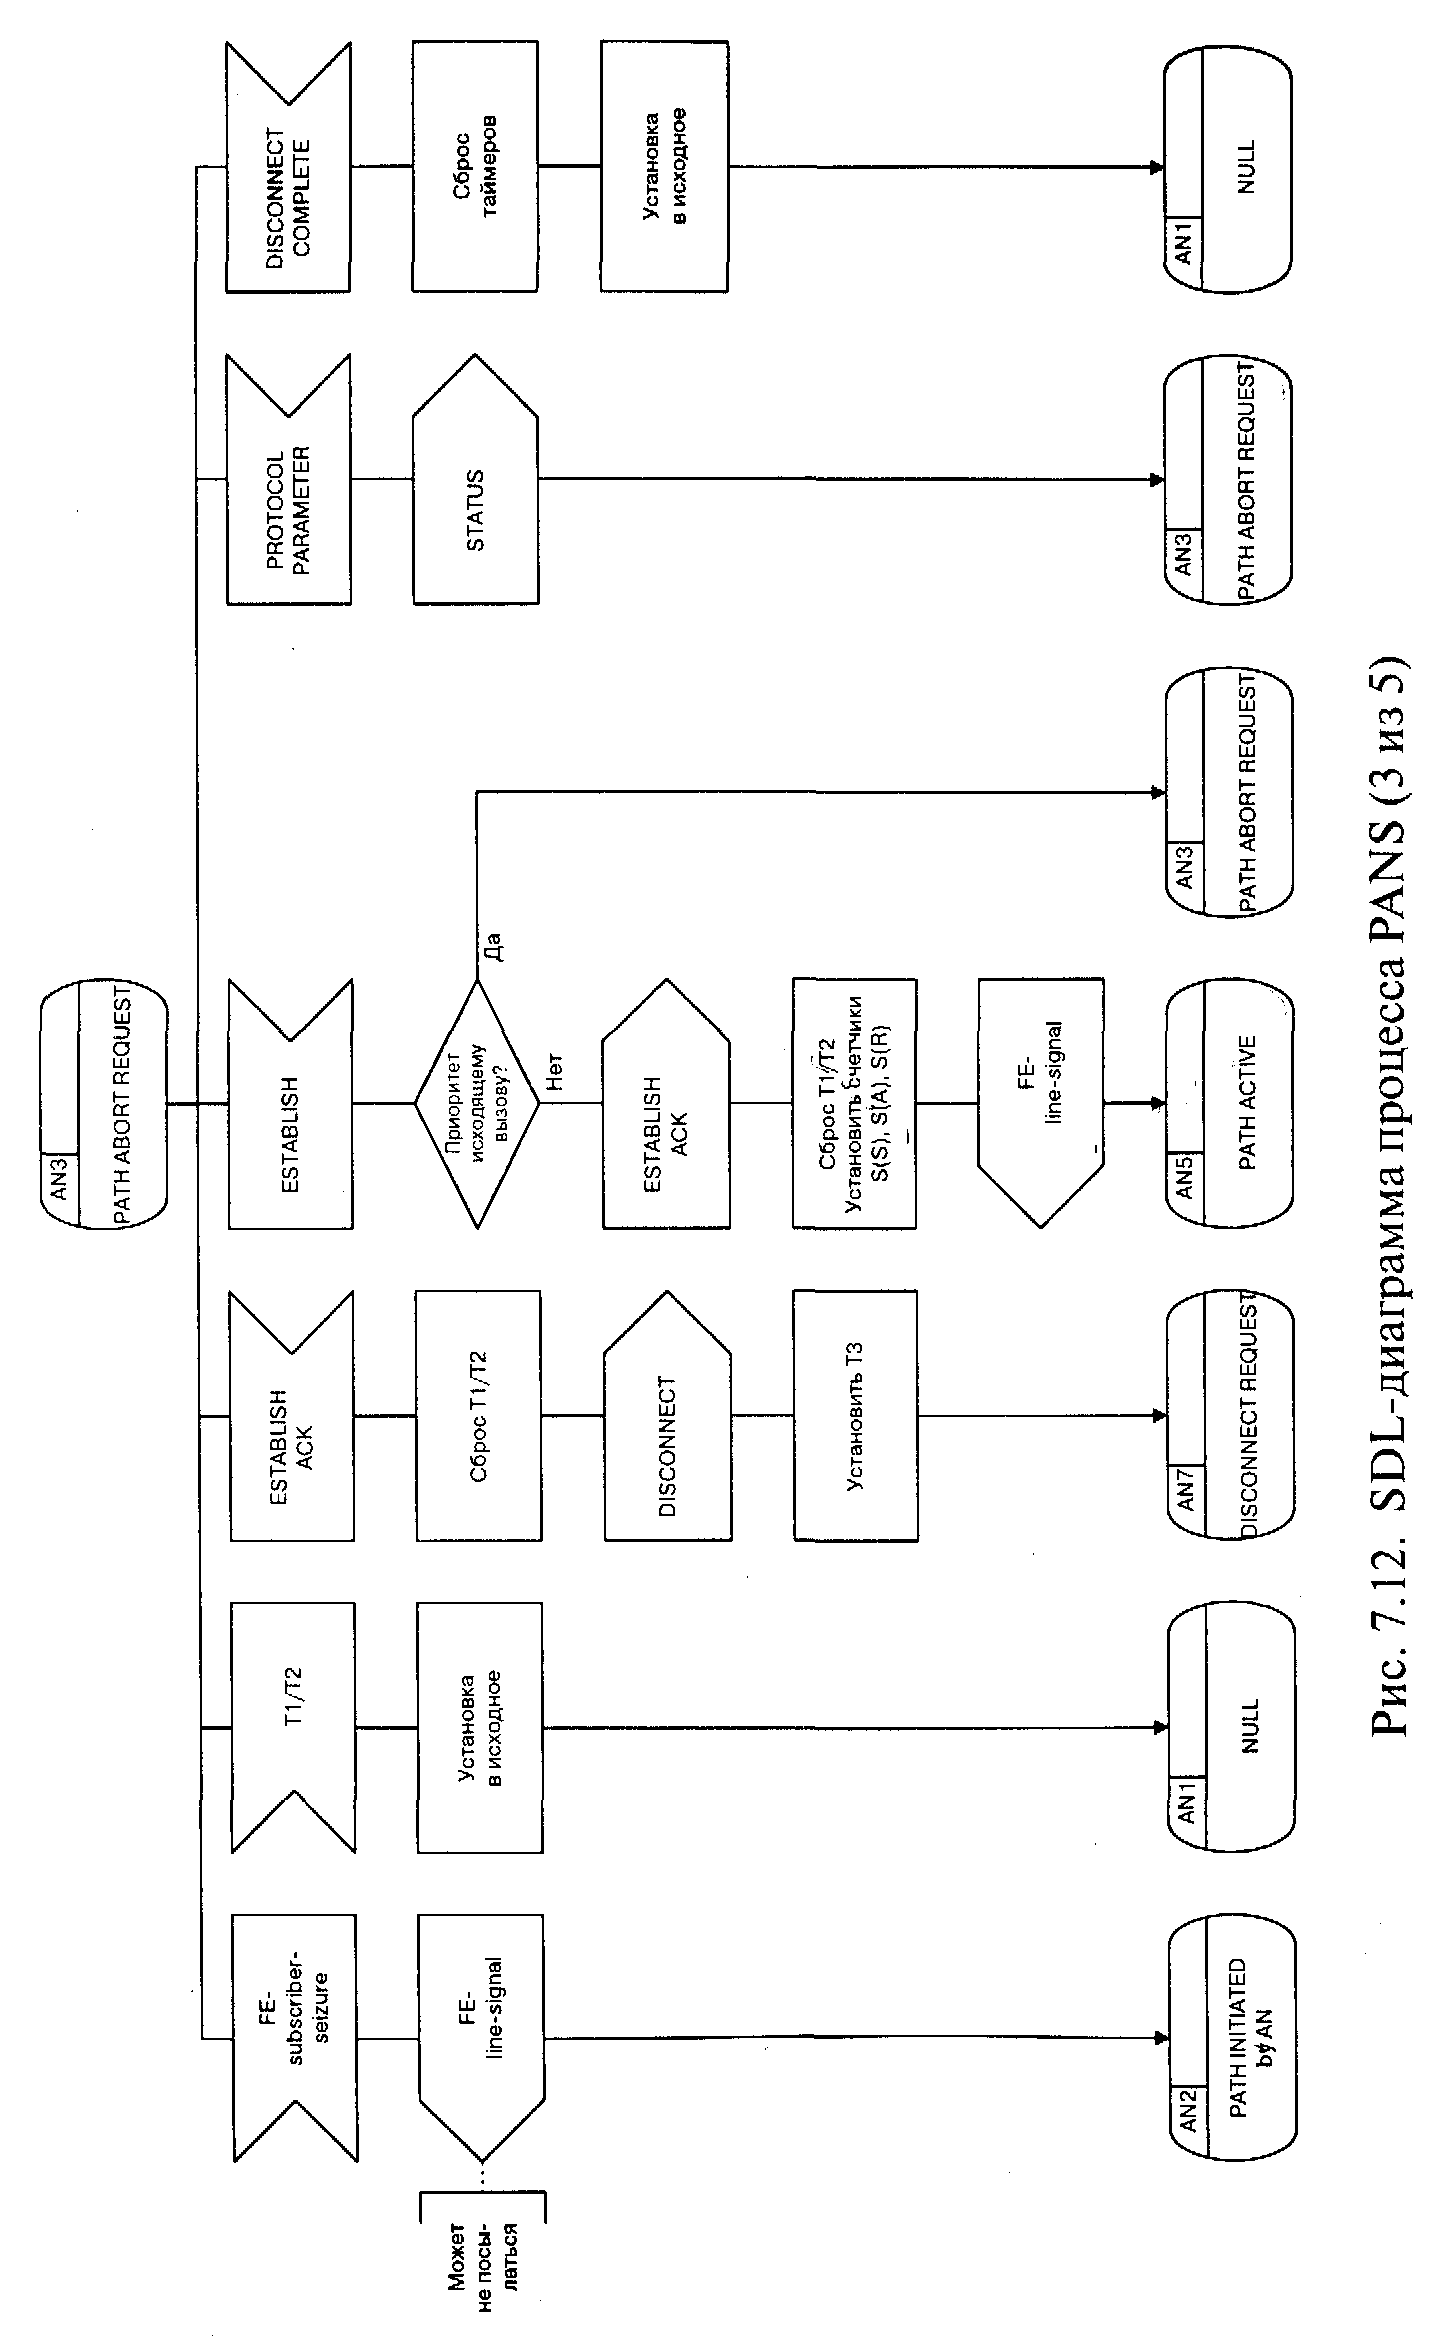 AN3
PATH ABORT REQUEST
FE-
subscriber-
seizure
T1/T2
ESTABLISH
ACK
ESTABLISH
PROTOCOL
PARAMETER
DISCONNECT
COMPLETE
Может
не посы-
латься
FE-
line-signal
Установка
в исходное
Сброс T1/T2
Приоритет
исходящему
вызову?
Да
Нет
STATUS
Сброс
таймеров
DISCONNECT
ESTABLISH
ACK
Установка
в исходное
Установить T3
Сброс T1/T2
Установить счетчики
S(S), S(A), S(R)
FE-
line-signal
AN2
PATH INITIATED
by AN
AN1
NULL
AN7
DISCONNECT REQUEST
AN5
PATH ACTIVE
AN3
PATH ABORT REQUEST
AN3
PATH ABORT REQUEST
AN1
NULL
Рис. 7.12. SDL-диаграмма процесса PANS (3 из 5)